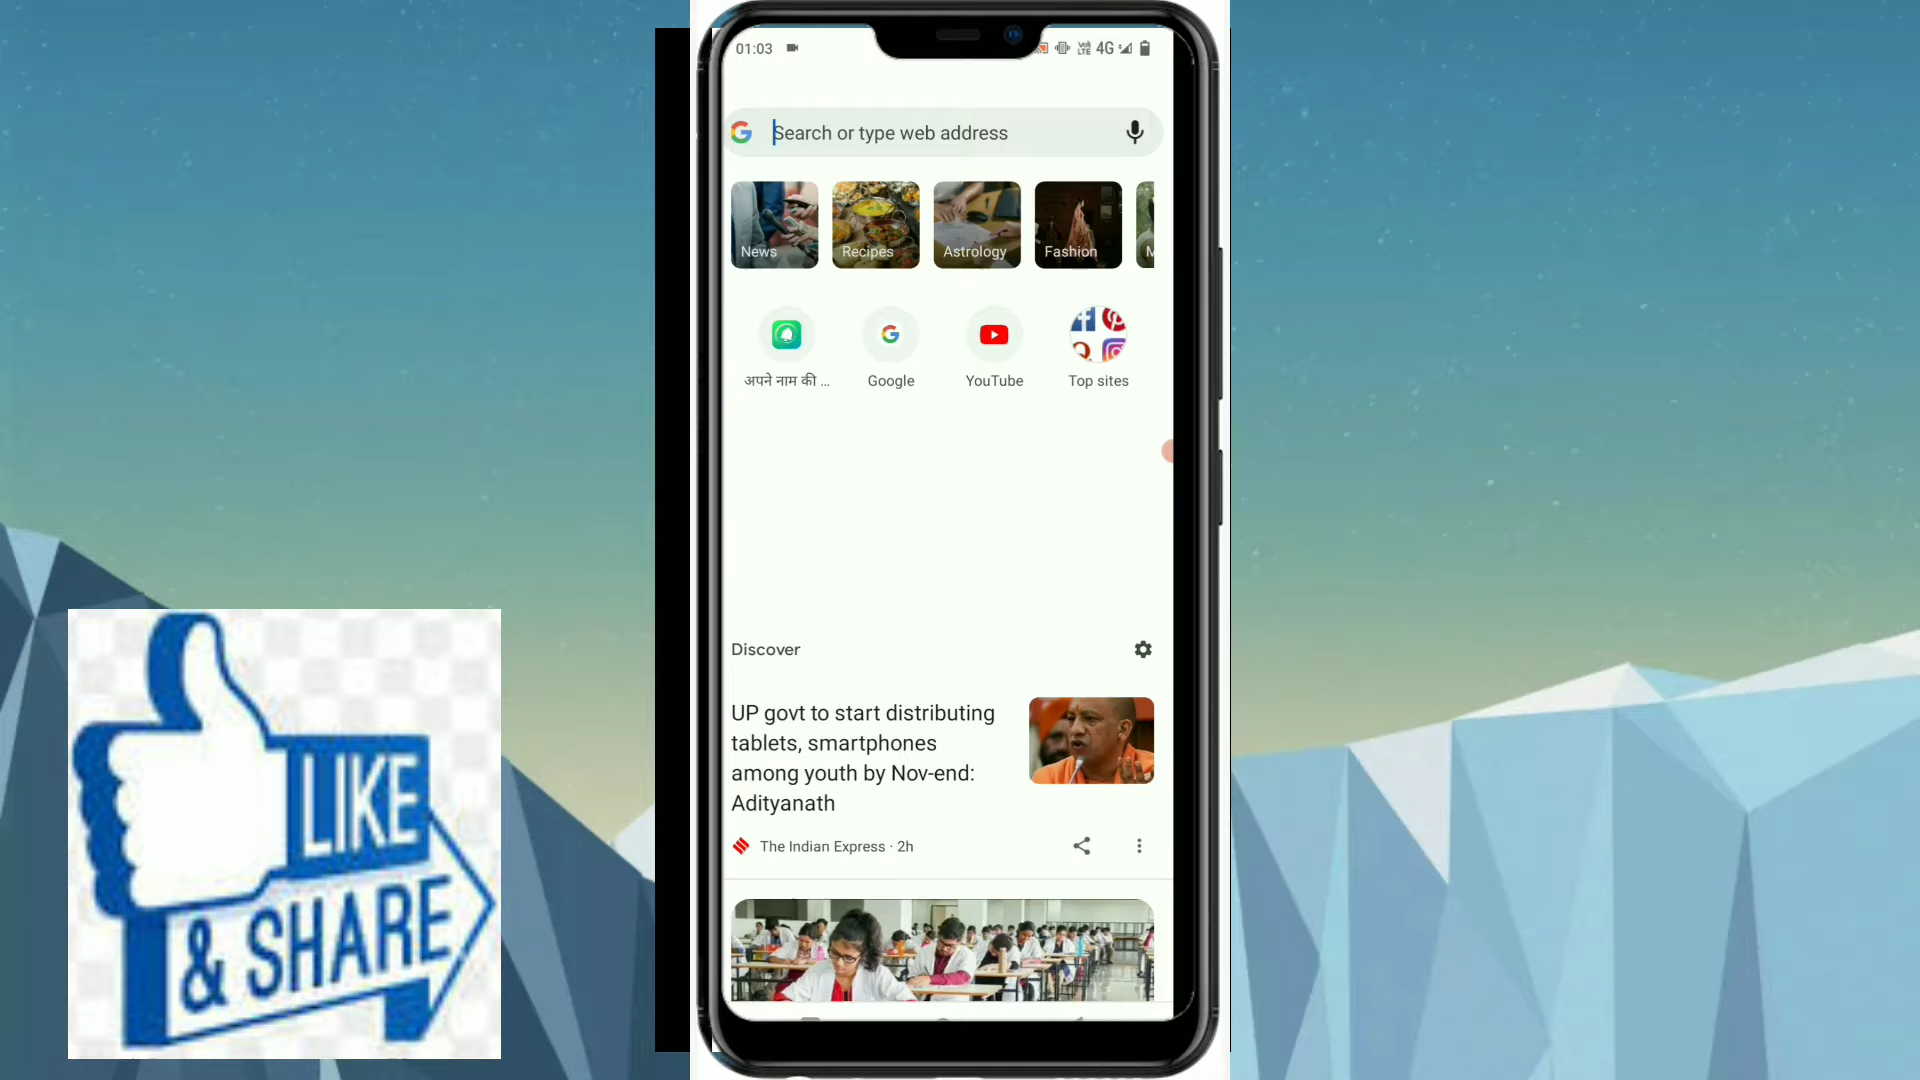 01:03
VoLTE 4G
Search or type web address
News
Recipes
Astrology
Fashion
M
अपने नाम की ...
Google
YouTube
Top sites
Discover
UP govt to start distributing
tablets, smartphones
among youth by Nov-end:
Adityanath
The Indian Express · 2h
LIKE
& SHARE